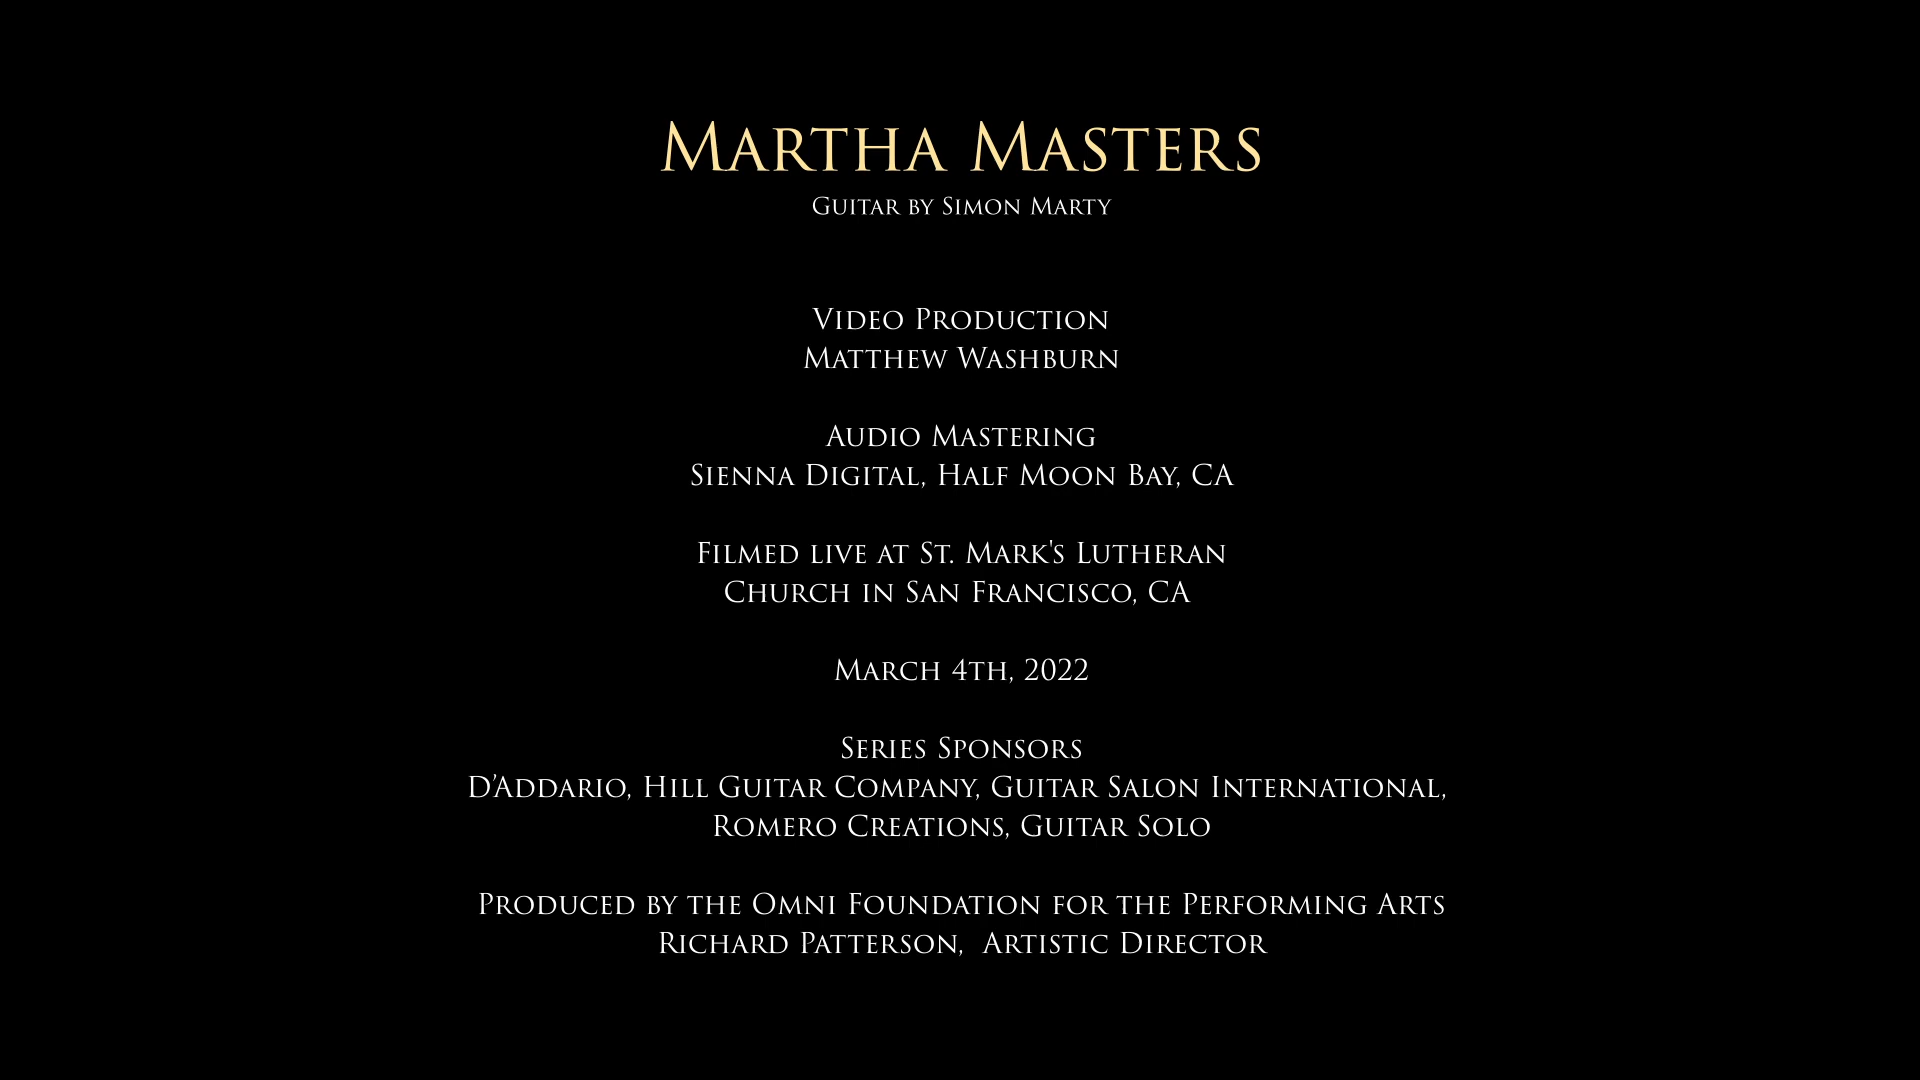 Martha Masters
Guitar by Simon Marty
Video Production
Matthew Washburn
Audio Mastering
Sienna Digital, Half Moon Bay, CA
Filmed live at St. Mark's Lutheran
Church in San Francisco, CA
March 4th, 2022
Series Sponsors
D’Addario, Hill Guitar Company, Guitar Salon International,
Romero Creations, Guitar Solo
Produced by the Omni Foundation for the Performing Arts
Richard Patterson,  Artistic Director